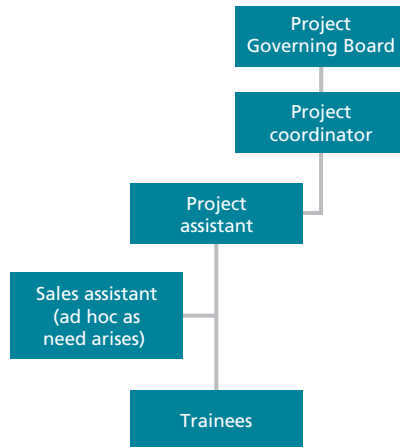 Project
Governing Board
Project
coordinator
Project
assistant
Sales assistant
(ad hoc as
need arises)
Trainees